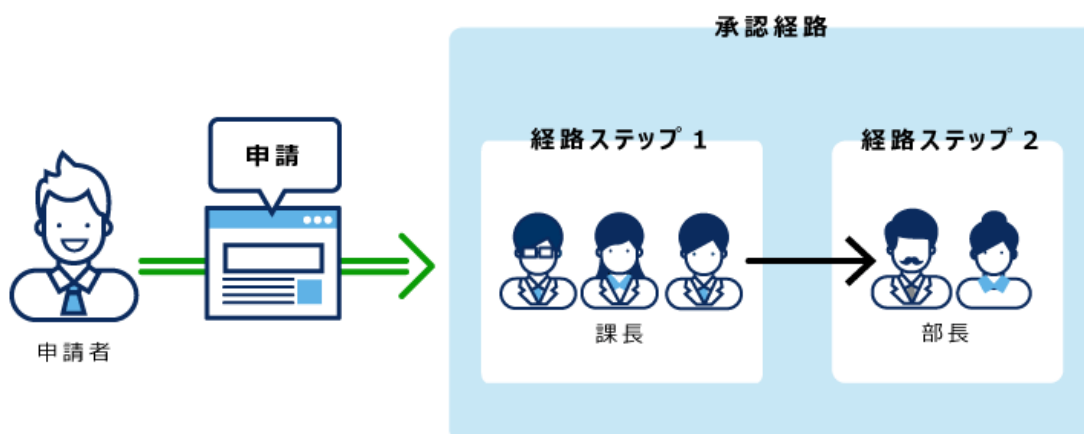 承認経路
申請
経路ステップ 1
経路ステップ 2
申請者
課長
部長